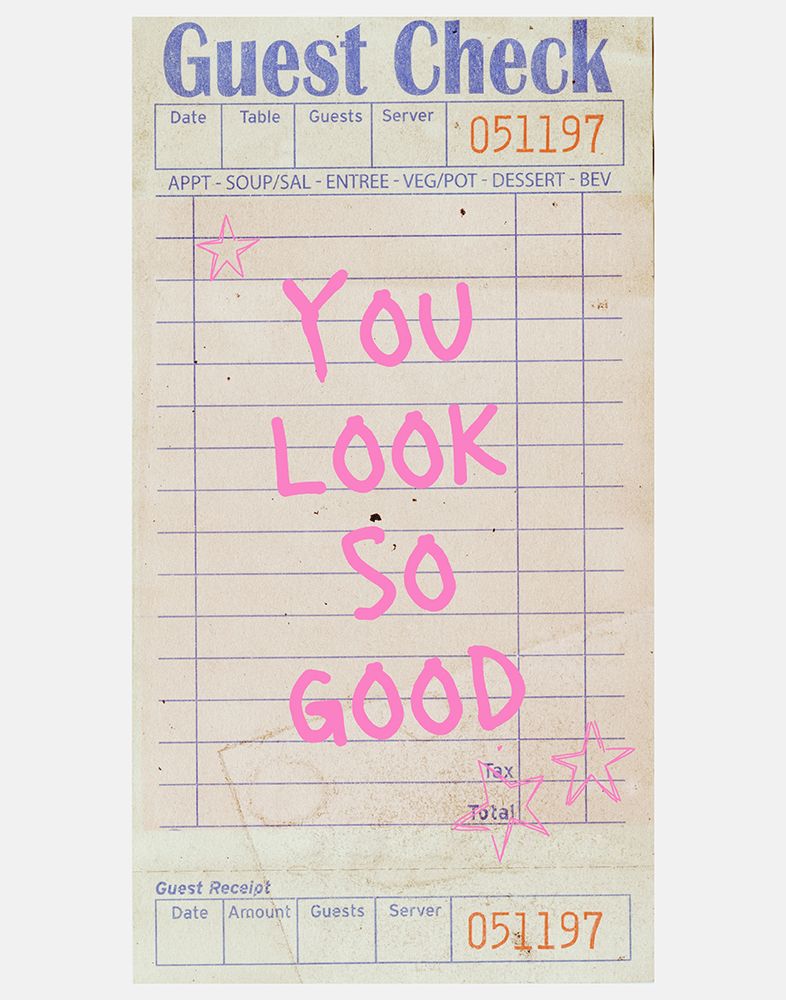 Guest Check
Date Table Guests Server 051197
APPT - SOUP/SAL - ENTREE - VEG/POT - DESSERT - BEV
YOU
LOOK
SO
GOOD
Tax
Total
Guest Receipt
Date Amount Guests Server 051197